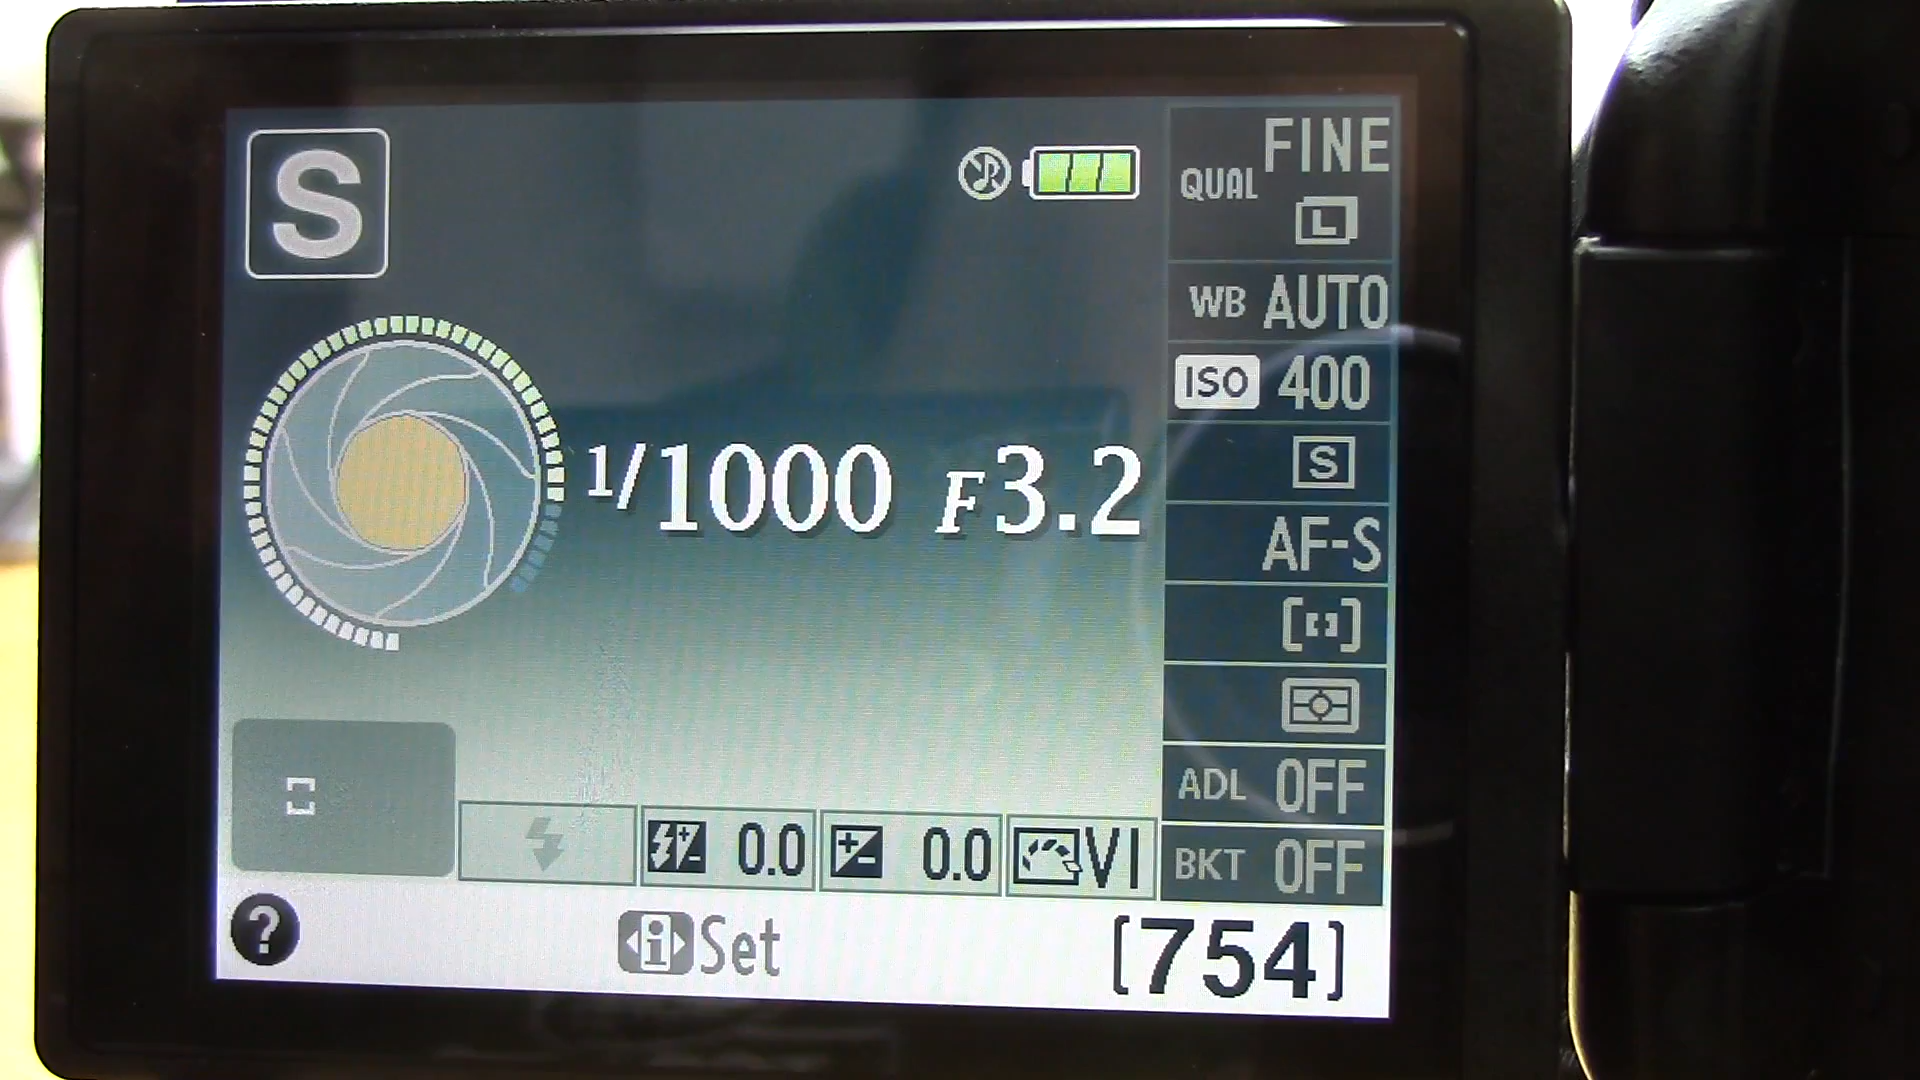 S
QUAL FINE
L
WB AUTO
ISO 400
S
1/1000 F3.2
AF-S
ADL OFF
0.0 0.0 VI
BKT OFF
? i Set [754]